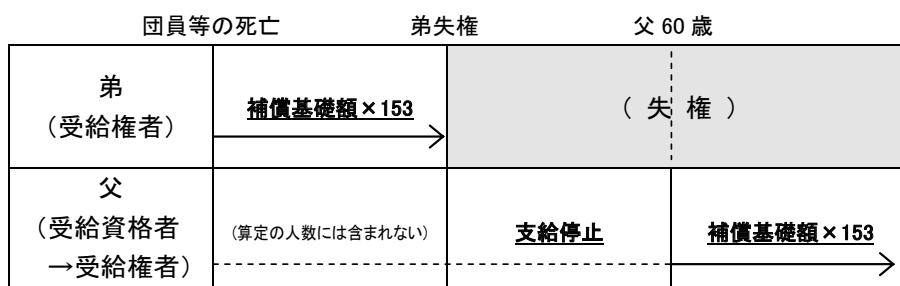 団員等の死亡 弟失権 父 60 歳
弟
（受給権者）
補償基礎額×153
（ 失 権 ）
父
（受給資格者
→受給権者）
（算定の人数には含まれない）
支給停止
補償基礎額×153